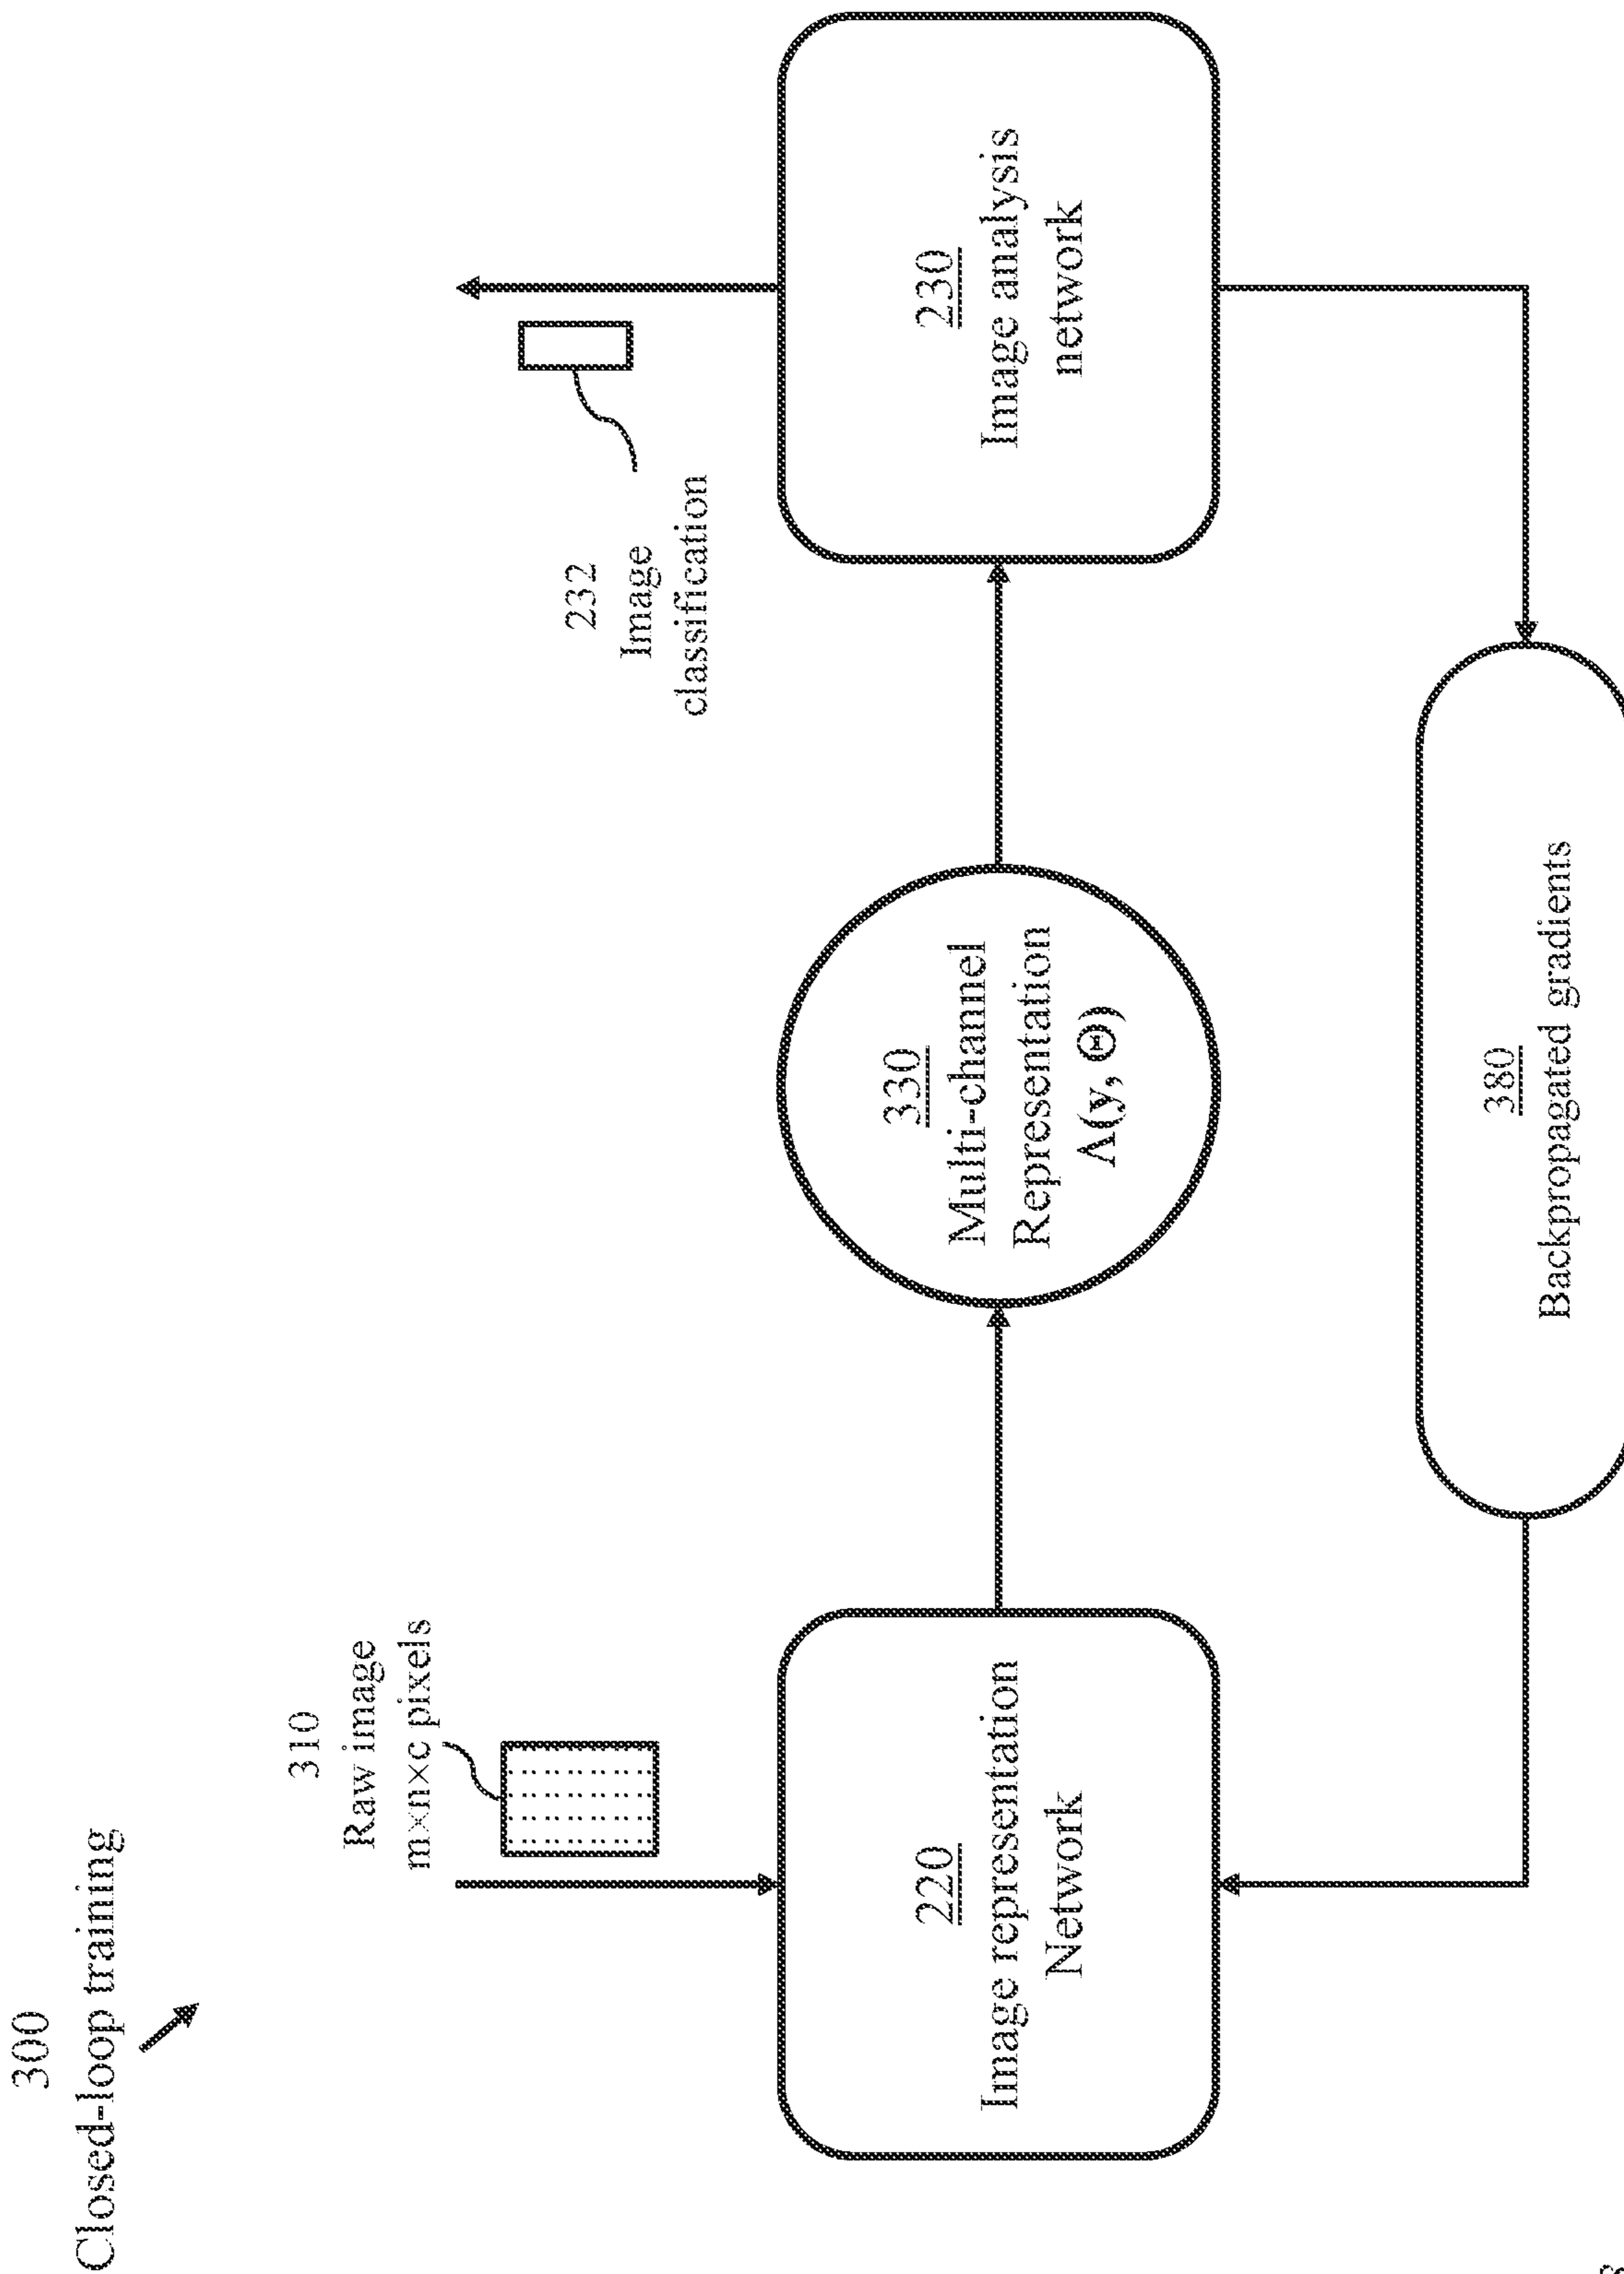 300
Closed-loop training
310
Raw image
m×n×c pixels
232
Image
classification
220
Image representation
Network
330
Multi-channel
Representation
Λ(y, Θ)
230
Image analysis
network
380
Backpropagated gradients